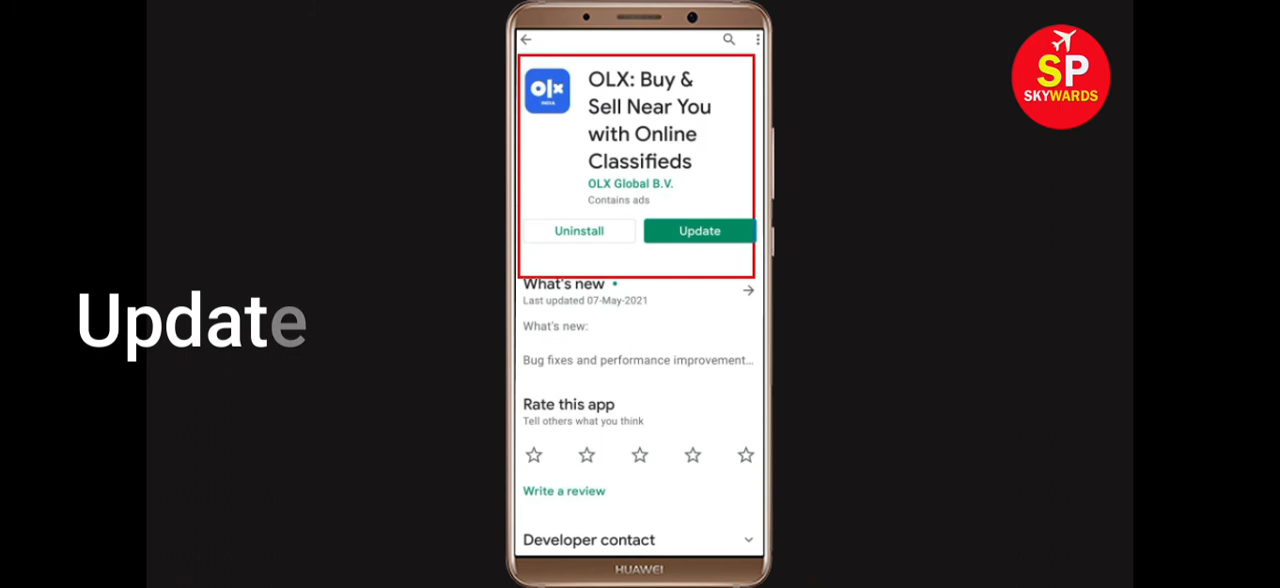 OLX: Buy &
Sell Near You
with Online
Classifieds
OLX Global B.V.
Contains ads
olx
INDIA
Uninstall
Update
What's new
Last updated 07-May-2021
What's new:
Bug fixes and performance improvement...
Rate this app
Tell others what you think
Write a review
Developer contact
HUAWEI
Update
SP
SKYWARDS